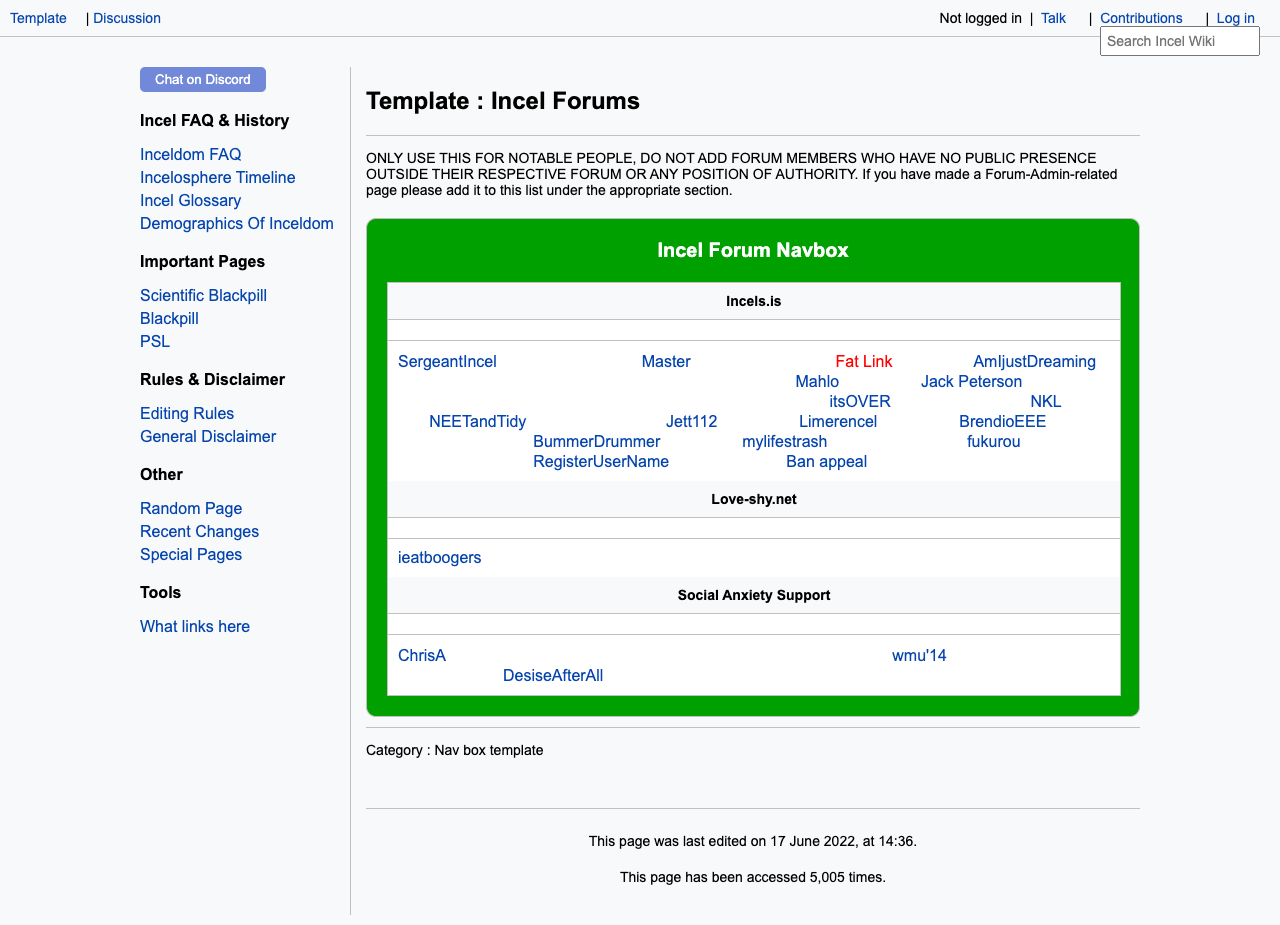 Template | Discussion
Not logged in | Talk | Contributions | Log in
Search Incel Wiki
Chat on Discord
Incel FAQ & History
Inceldom FAQ
Incelosphere Timeline
Incel Glossary
Demographics Of Inceldom
Important Pages
Scientific Blackpill
Blackpill
PSL
Rules & Disclaimer
Editing Rules
General Disclaimer
Other
Random Page
Recent Changes
Special Pages
Tools
What links here
Template : Incel Forums
ONLY USE THIS FOR NOTABLE PEOPLE, DO NOT ADD FORUM MEMBERS WHO HAVE NO PUBLIC PRESENCE
OUTSIDE THEIR RESPECTIVE FORUM OR ANY POSITION OF AUTHORITY. If you have made a Forum-Admin-related
page please add it to this list under the appropriate section.
Incel Forum Navbox
Incels.is
SergeantIncel Master Fat Link AmIjustDreaming
Mahlo Jack Peterson
itsOVER NKL
NEETandTidy Jett112 Limerencel BrendioEEE
BummerDrummer mylifestrash fukurou
RegisterUserName Ban appeal
Love-shy.net
ieatboogers
Social Anxiety Support
ChrisA wmu'14
DesiseAfterAll
Category : Nav box template
This page was last edited on 17 June 2022, at 14:36.
This page has been accessed 5,005 times.